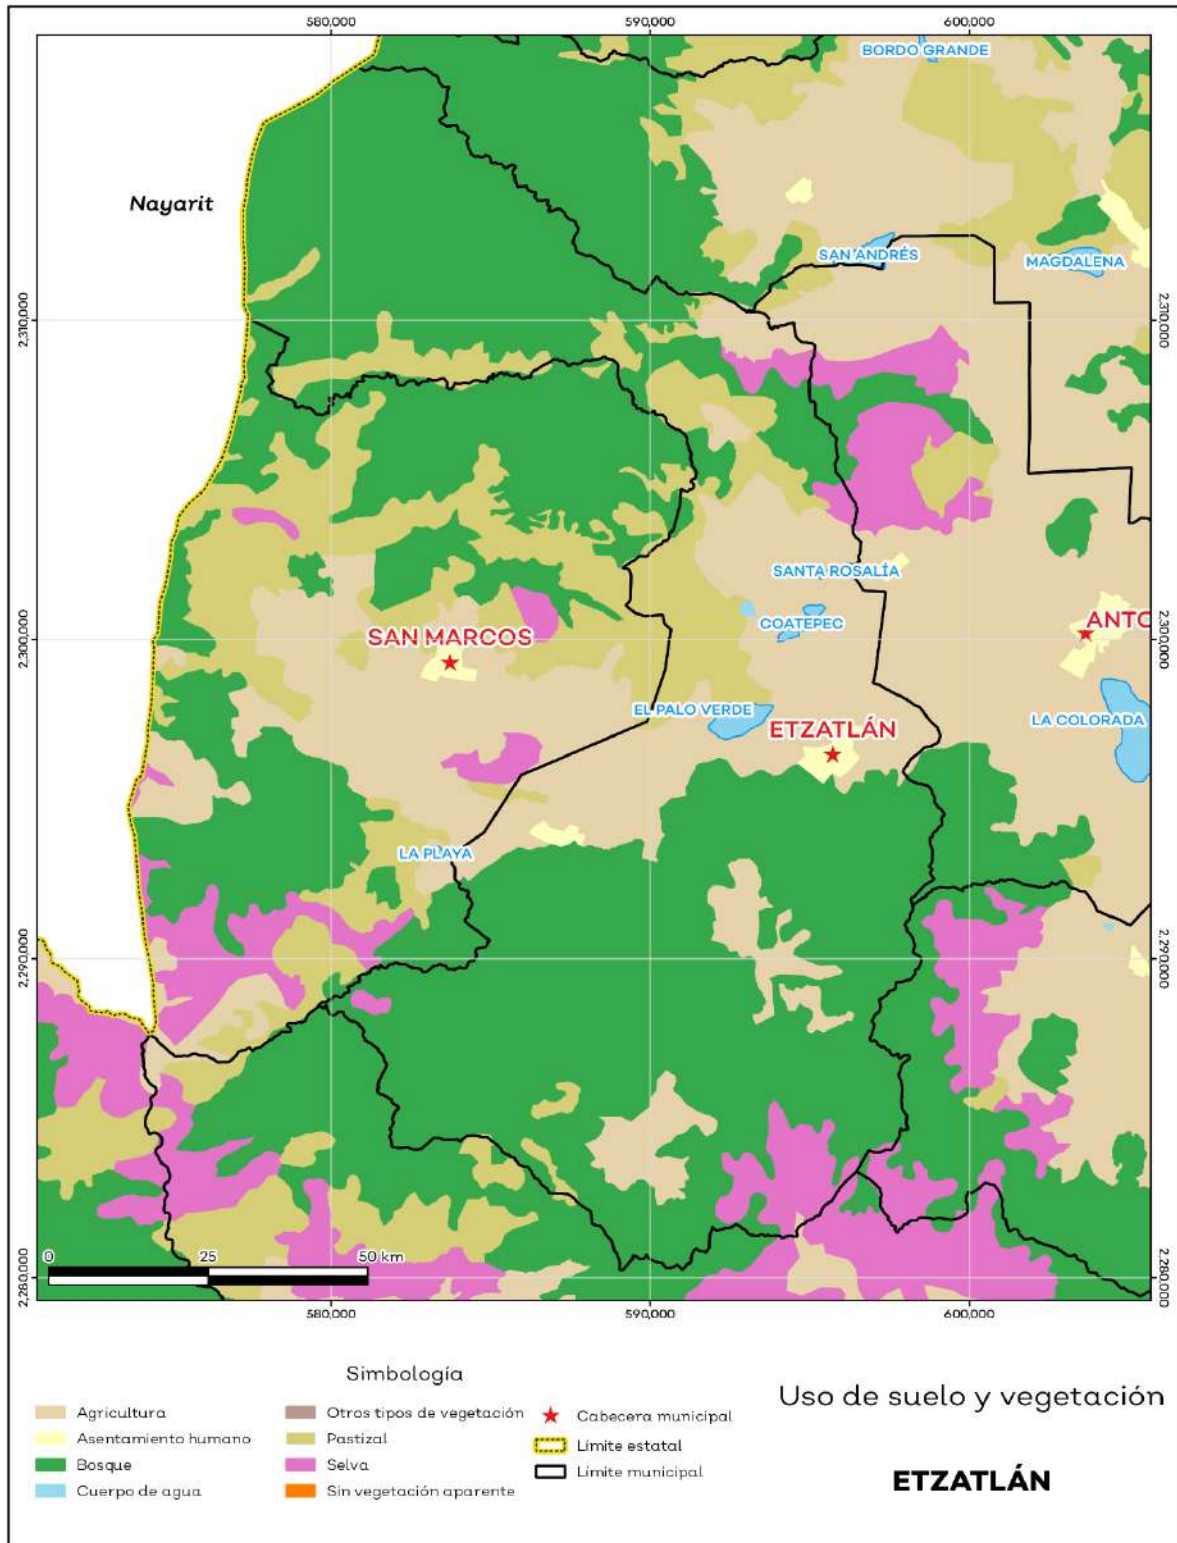 580,000 590,000 600,000
BORDO GRANDE
Nayarit
SAN ANDRÉS
MAGDALENA
2,310,000 2,310,000
SANTA ROSALÍA
COATEPEC
ANTO
SAN MARCOS
2,300,000 2,300,000
EL PALO VERDE
LA COLORADA
ETZATLÁN
LA PLAYA
2,290,000 2,290,000
0 25 50 km
2,280,000 2,280,000
580,000 590,000 600,000
Simbología
Agricultura
Asentamiento humano
Bosque
Cuerpo de agua
Otros tipos de vegetación
Pastizal
Selva
Sin vegetación aparente
Cabecera municipal
Límite estatal
Límite municipal
Uso de suelo y vegetación
ETZATLÁN